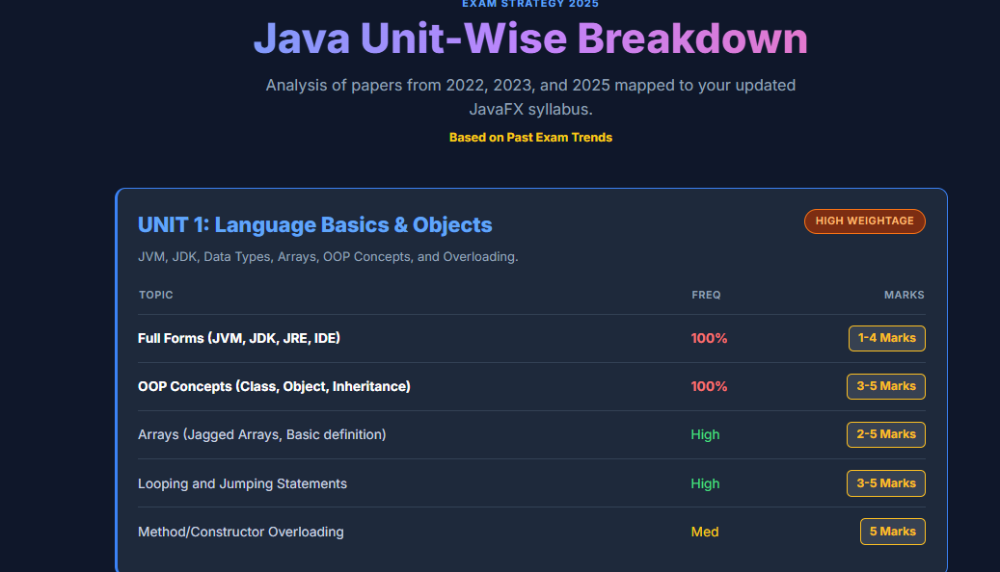 EXAM STRATEGY 2025
Java Unit-Wise Breakdown
Analysis of papers from 2022, 2023, and 2025 mapped to your updated
JavaFX syllabus.
Based on Past Exam Trends
UNIT 1: Language Basics & Objects
HIGH WEIGHTAGE
JVM, JDK, Data Types, Arrays, OOP Concepts, and Overloading.
TOPIC FREQ MARKS
Full Forms (JVM, JDK, JRE, IDE) 100% 1-4 Marks
OOP Concepts (Class, Object, Inheritance) 100% 3-5 Marks
Arrays (Jagged Arrays, Basic definition) High 2-5 Marks
Looping and Jumping Statements High 3-5 Marks
Method/Constructor Overloading Med 5 Marks